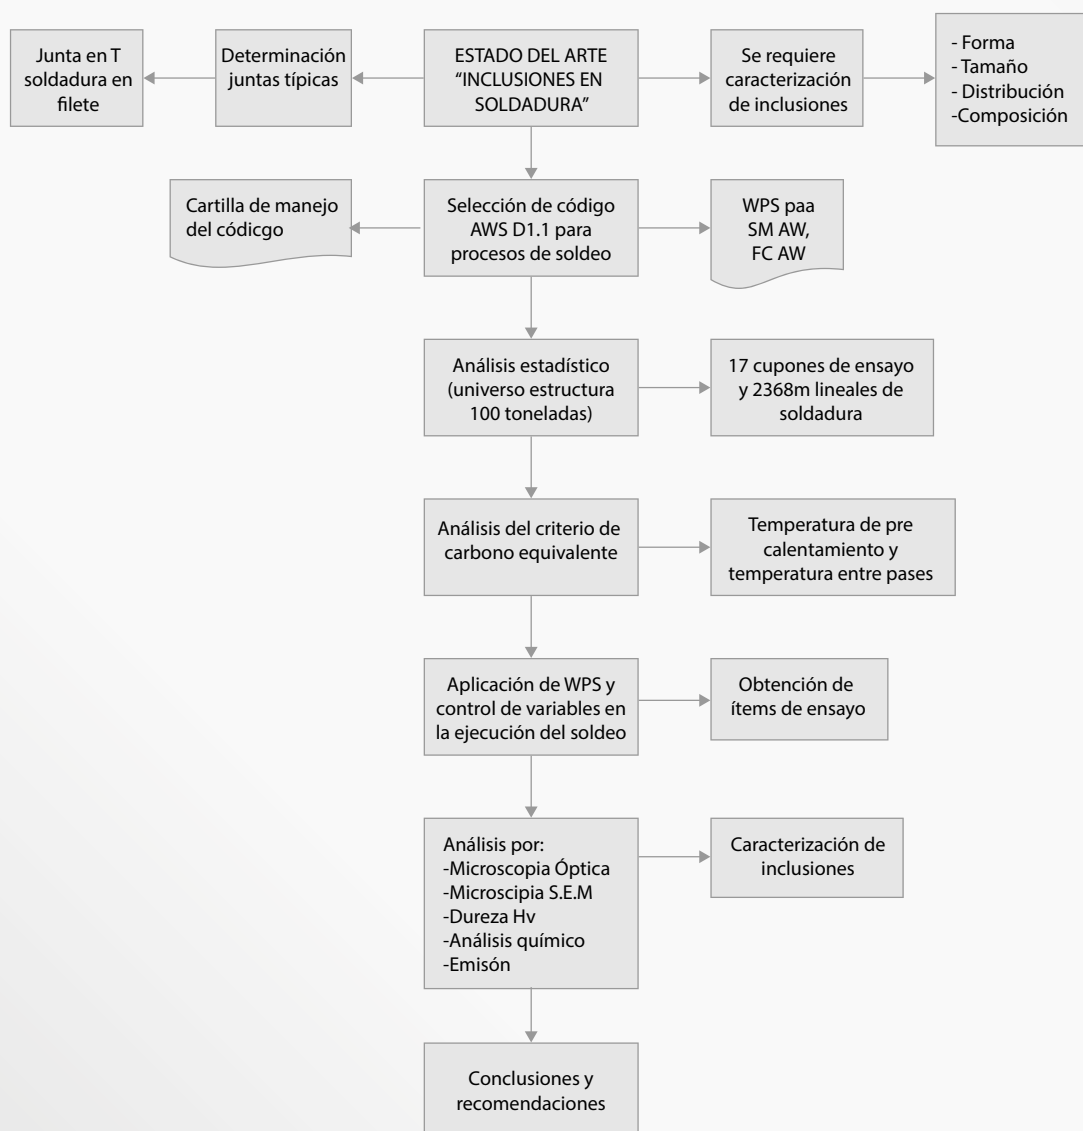 Junta en T
soldadura en
filete
Determinación
juntas típicas
ESTADO DEL ARTE
"INCLUSIONES EN
SOLDADURA"
Se requiere
caracterización
de inclusiones
- Forma
- Tamaño
- Distribución
-Composición
Cartilla de manejo
del códicgo
Selección de código
AWS D1.1 para
procesos de soldeo
WPS paa
SM AW,
FC AW
Análisis estadístico
(universo estructura
100 toneladas)
17 cupones de ensayo
y 2368m lineales de
soldadura
Análisis del criterio de
carbono equivalente
Temperatura de pre
calentamiento y
temperatura entre pases
Aplicación de WPS y
control de variables en
la ejecución del soldeo
Obtención de
ítems de ensayo
Análisis por:
-Microscopia Óptica
-Microscipia S.E.M
-Dureza Hv
-Análisis químico
-Emisón
Caracterización de
inclusiones
Conclusiones y
recomendaciones